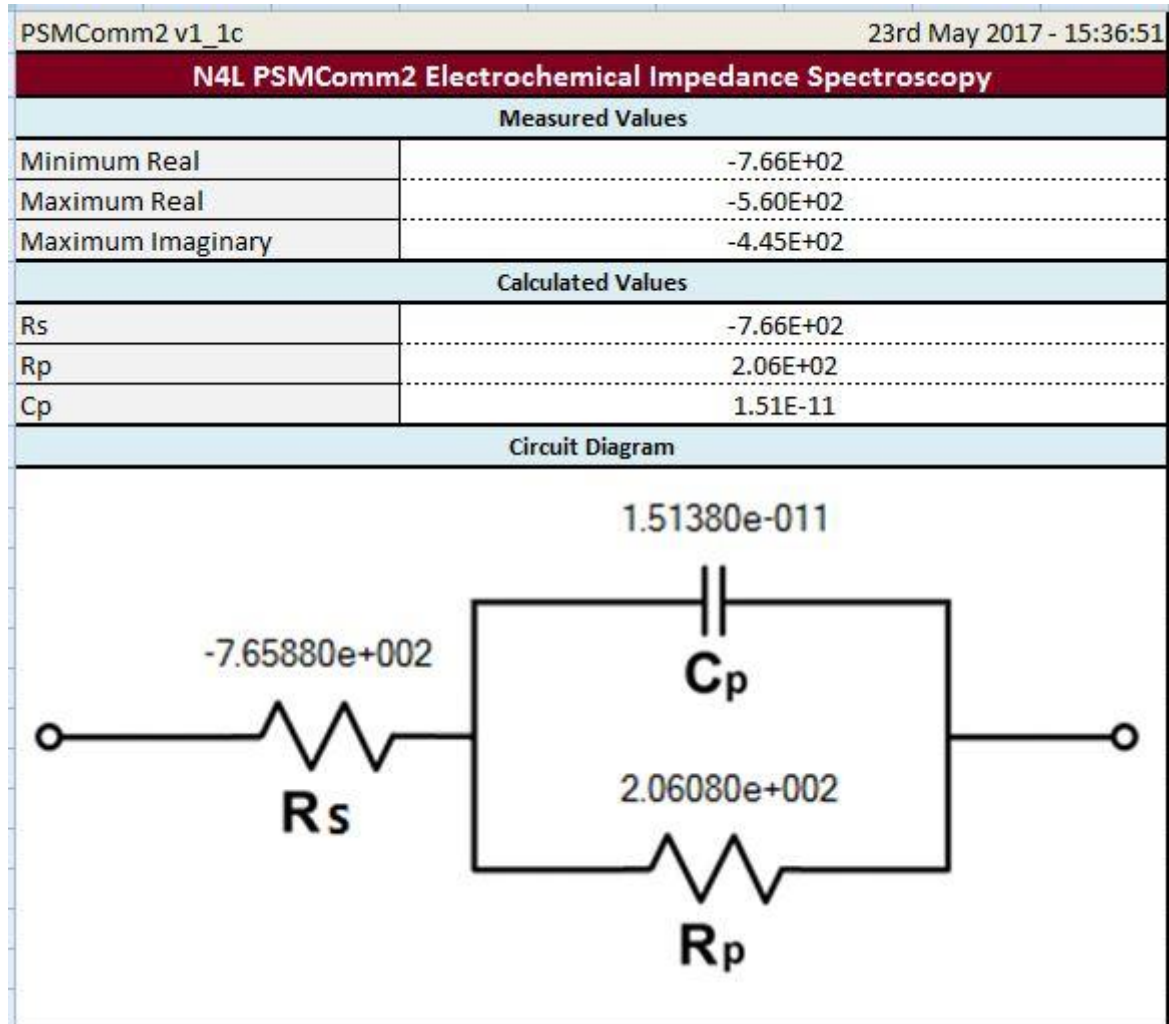 PSMComm2 v1_1c 23rd May 2017 - 15:36:51
N4L PSMComm2 Electrochemical Impedance Spectroscopy
Measured Values
Minimum Real -7.66E+02
Maximum Real -5.60E+02
Maximum Imaginary -4.45E+02
Calculated Values
Rs -7.66E+02
Rp 2.06E+02
Cp 1.51E-11
Circuit Diagram
1.51380e-011
Cp
-7.65880e+002
Rs
2.06080e+002
Rp